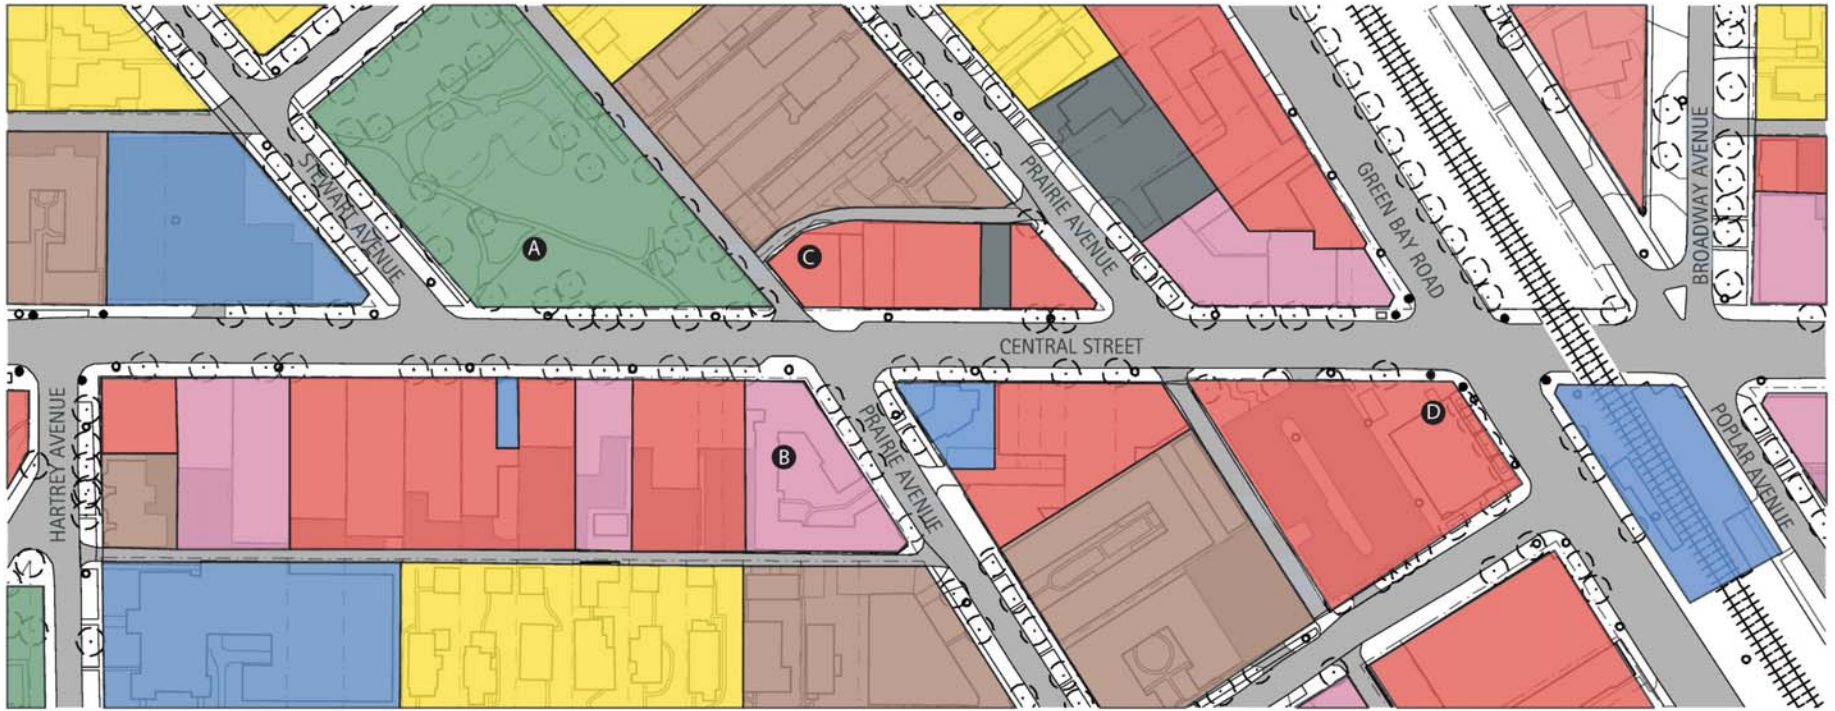 STEWART AVENUE
A
C
PRAIRIE AVENUE
GREEN BAY ROAD
BROADWAY AVENUE
CENTRAL STREET
HARTREY AVENUE
B
PRAIRIE AVENUE
D
POPLAR AVENUE